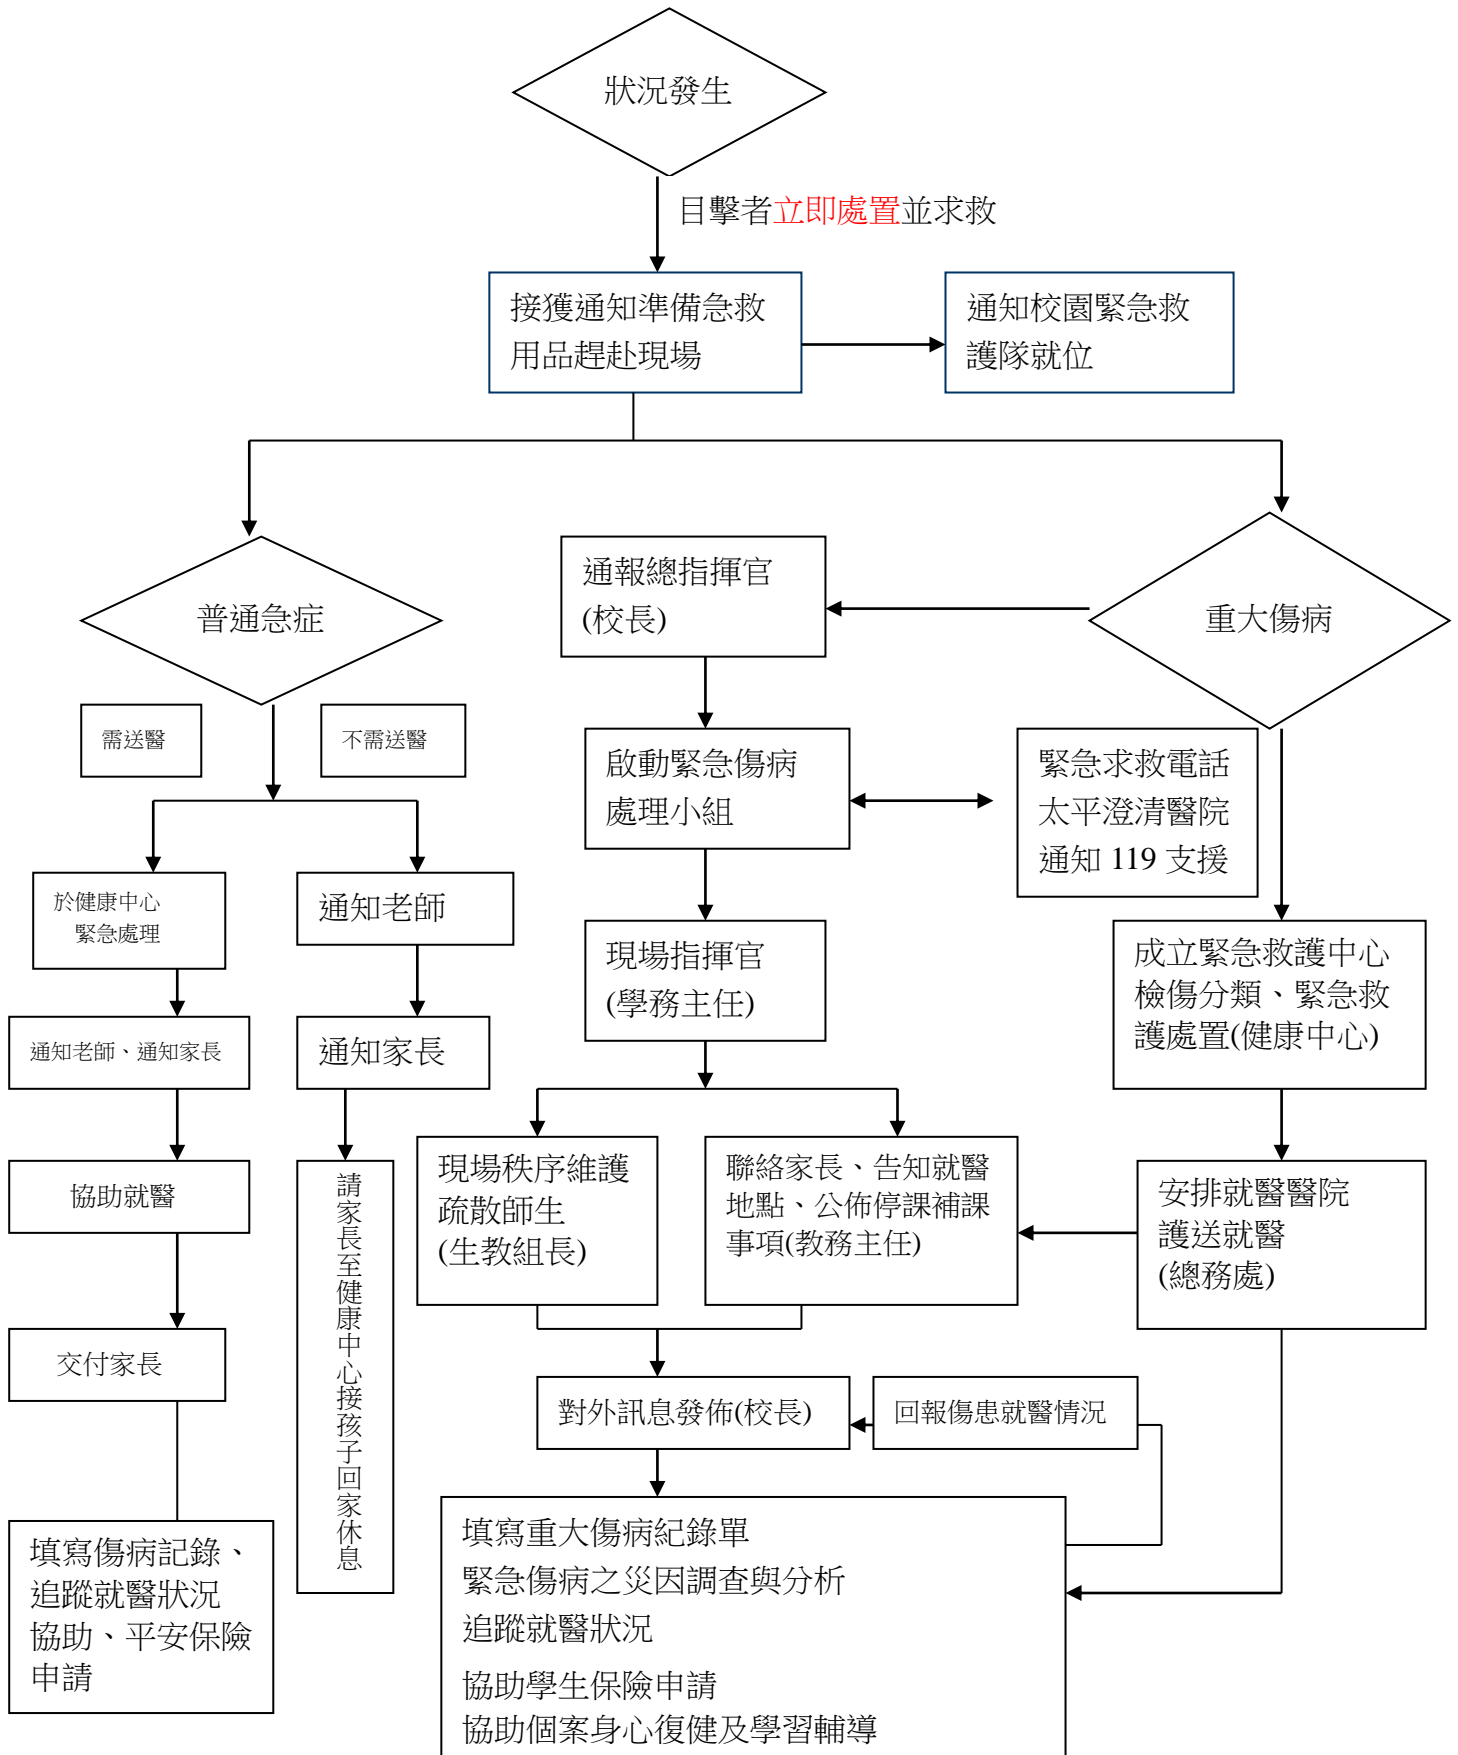 狀況發生
目擊者立即處置並求救
接獲通知準備急救
用品趕赴現場
通知校園緊急救
護隊就位
普通急症
通報總指揮官
(校長)
重大傷病
需送醫
不需送醫
啟動緊急傷病
處理小組
緊急求救電話
太平澄清醫院
通知 119 支援
於健康中心
緊急處理
通知老師
現場指揮官
(學務主任)
成立緊急救護中心
檢傷分類、緊急救
護處置(健康中心)
通知老師、通知家長
通知家長
現場秩序維護
疏散師生
(生教組長)
聯絡家長、告知就醫
地點、公佈停課補課
事項(教務主任)
安排就醫醫院
護送就醫
(總務處)
協助就醫
請家長至健康中心接孩子回家休息
交付家長
對外訊息發佈(校長)
回報傷患就醫情況
填寫傷病記錄、
追蹤就醫狀況
協助、平安保險
申請
填寫重大傷病紀錄單
緊急傷病之災因調查與分析
追蹤就醫狀況
協助學生保險申請
協助個案身心復健及學習輔導